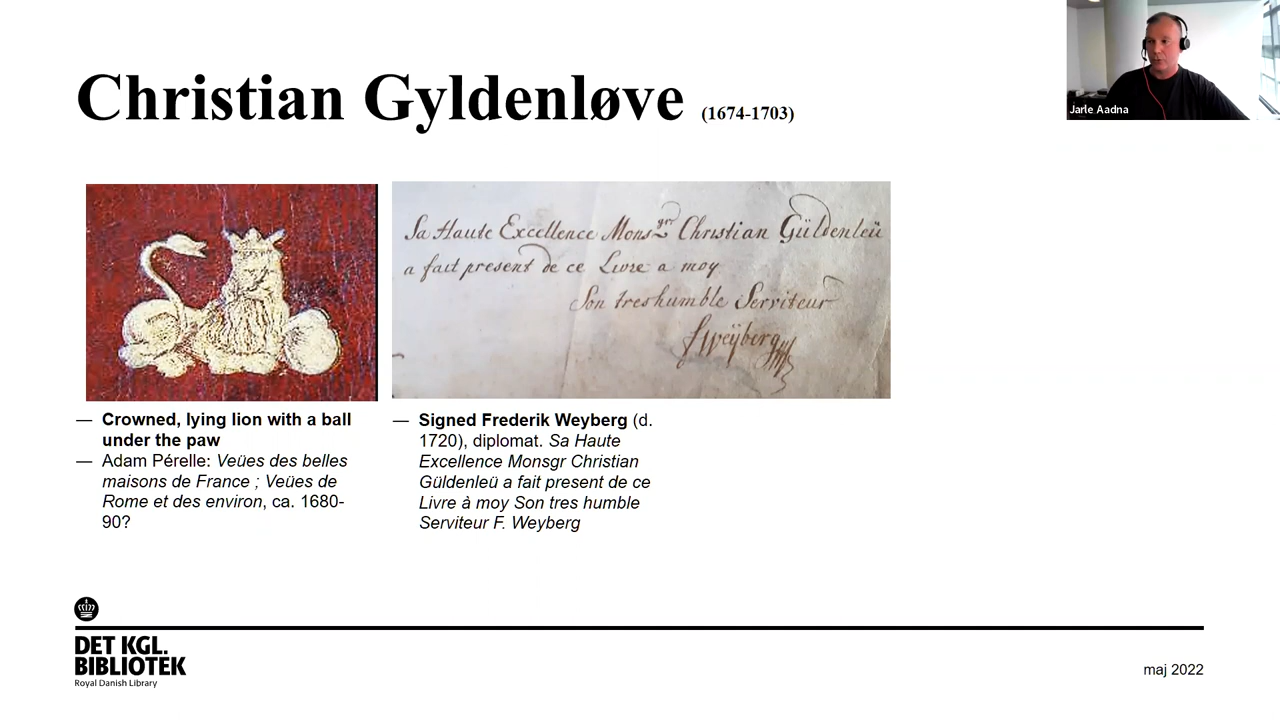 Christian Gyldenløve (1674-1703)
Jarle Aadna
Sa Haute Excellence Monsgr Christian Güldenleü
a fait present de ce Livre a moy
Son treshumble Serviteur
FWeÿberg
— Crowned, lying lion with a ball
under the paw
— Adam Pérelle: Veües des belles
maisons de France ; Veües de
Rome et des environ, ca. 1680-
90?
— Signed Frederik Weyberg (d.
1720), diplomat. Sa Haute
Excellence Monsgr Christian
Güldenleü a fait present de ce
Livre à moy Son tres humble
Serviteur F. Weyberg
DET KGL.
BIBLIOTEK
Royal Danish Library
maj 2022